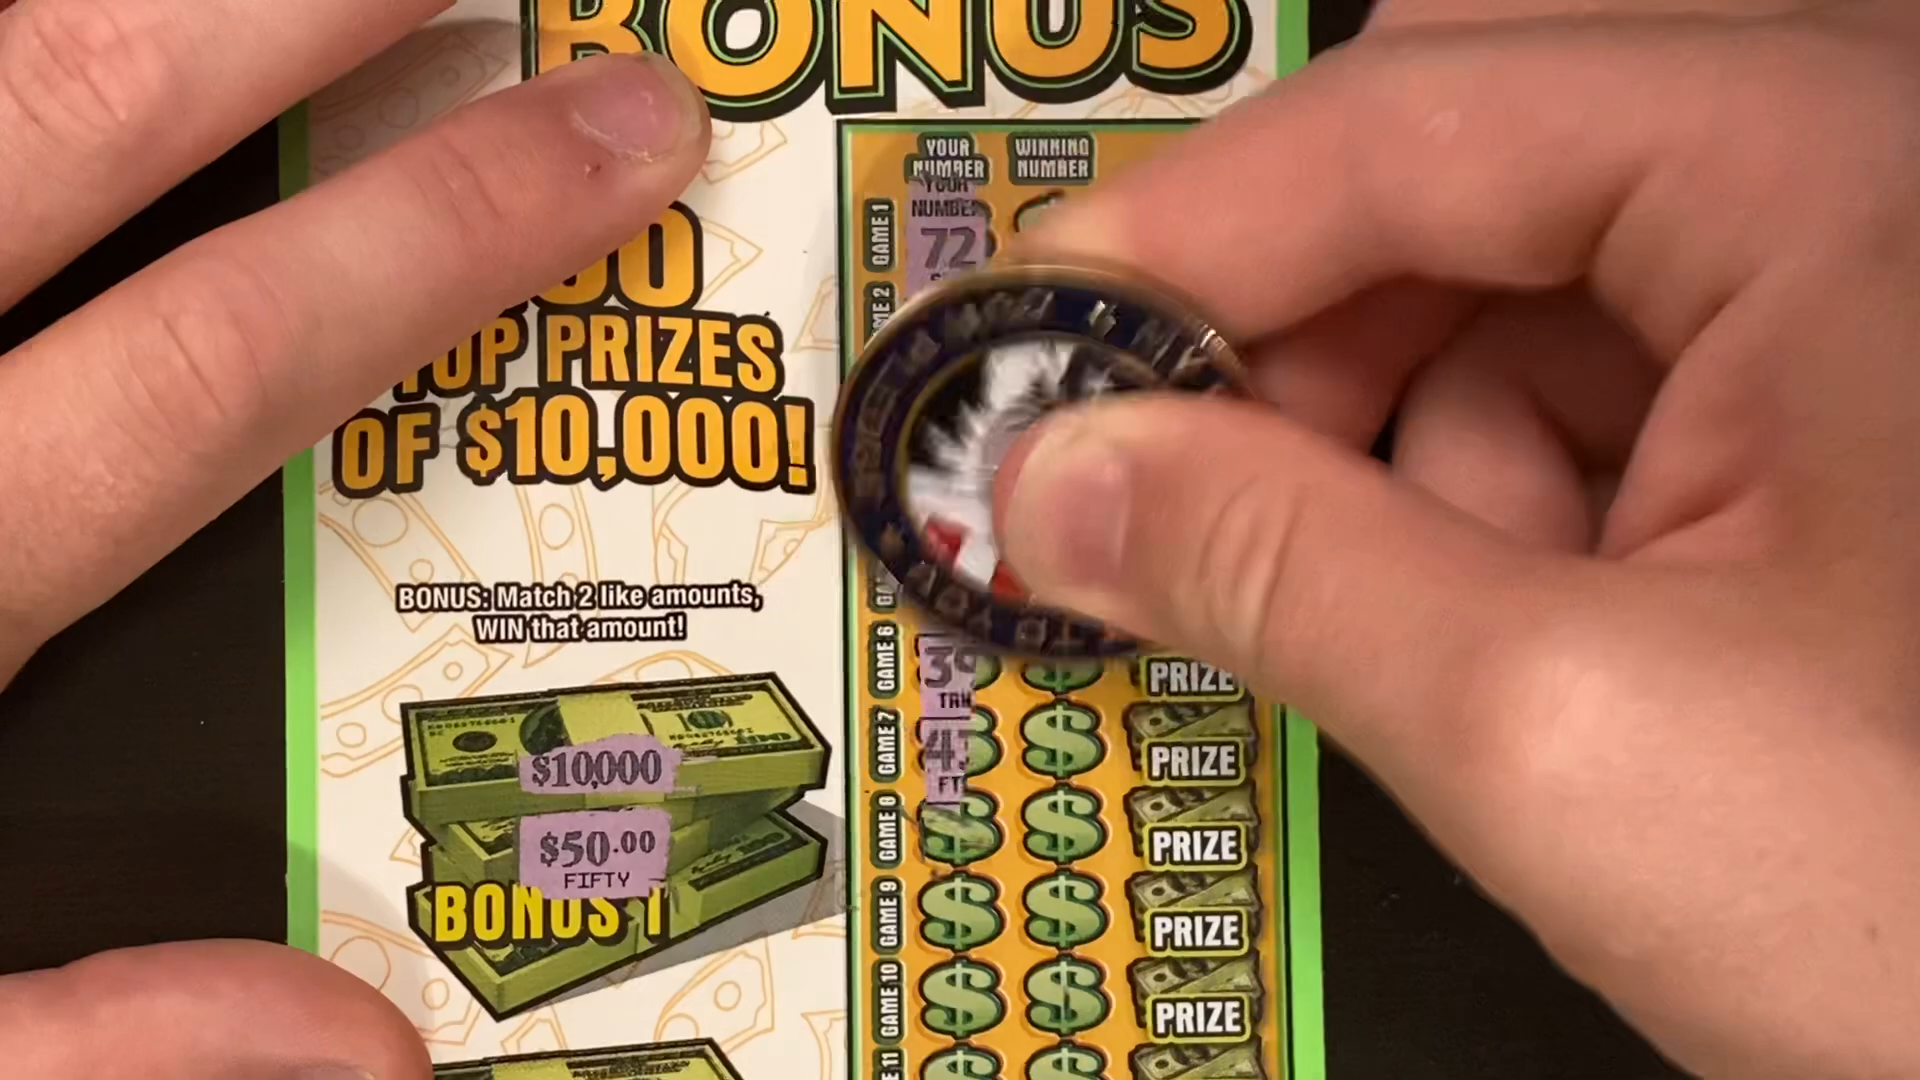 BONUS
TOP PRIZES
OF $10,000!
BONUS: Match 2 like amounts,
WIN that amount!
$10,000
$50.00
FIFTY
BONUS 1
YOUR
NUMBER
WINNING
NUMBER
YOUR
NUMBER
GAME 1
72
GAME 6
PRIZE
GAME 7
PRIZE
GAME 8
PRIZE
GAME 9
PRIZE
GAME 10
PRIZE
11